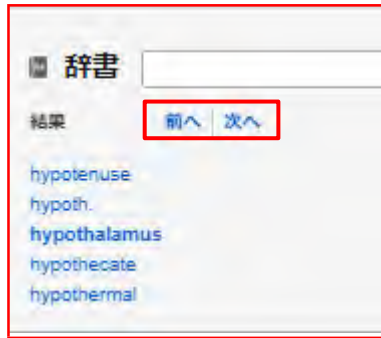 辞書
結果 前へ 次へ
hypotenuse
hypoth.
hypothalamus
hypothecate
hypothermal